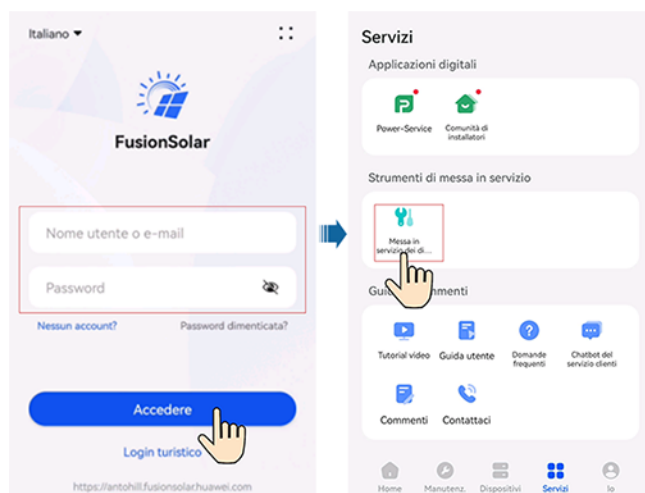 Italiano
FusionSolar
Nome utente o e-mail
Password
Nessun account? Password dimenticata?
Accedere
Login turistico
https://antohill.fusionsolar.huawei.com
Servizi
Applicazioni digitali
Power-Service
Comunità di
installatori
Strumenti di messa in servizio
Messa in
servizio dei di...
Tutorial video
Guida utente
Domande
frequenti
Chatbot del
servizio clienti
Commenti
Contattaci
Home Manutenz. Dispositivi Servizi Io